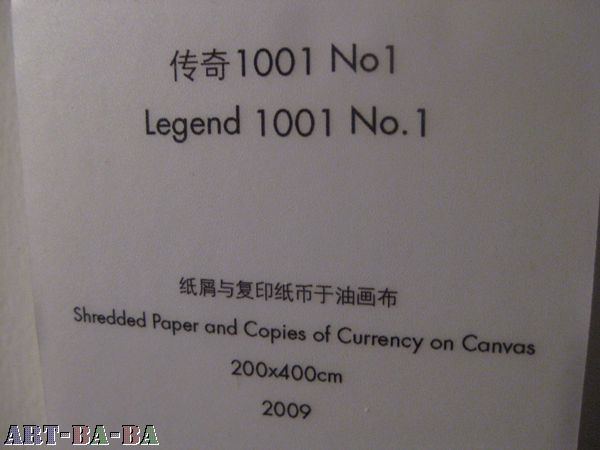 传奇1001 No1
Legend 1001 No.1
纸屑与复印纸币于油画布
Shredded Paper and Copies of Currency on Canvas
200x400cm
2009
ART-BA-BA